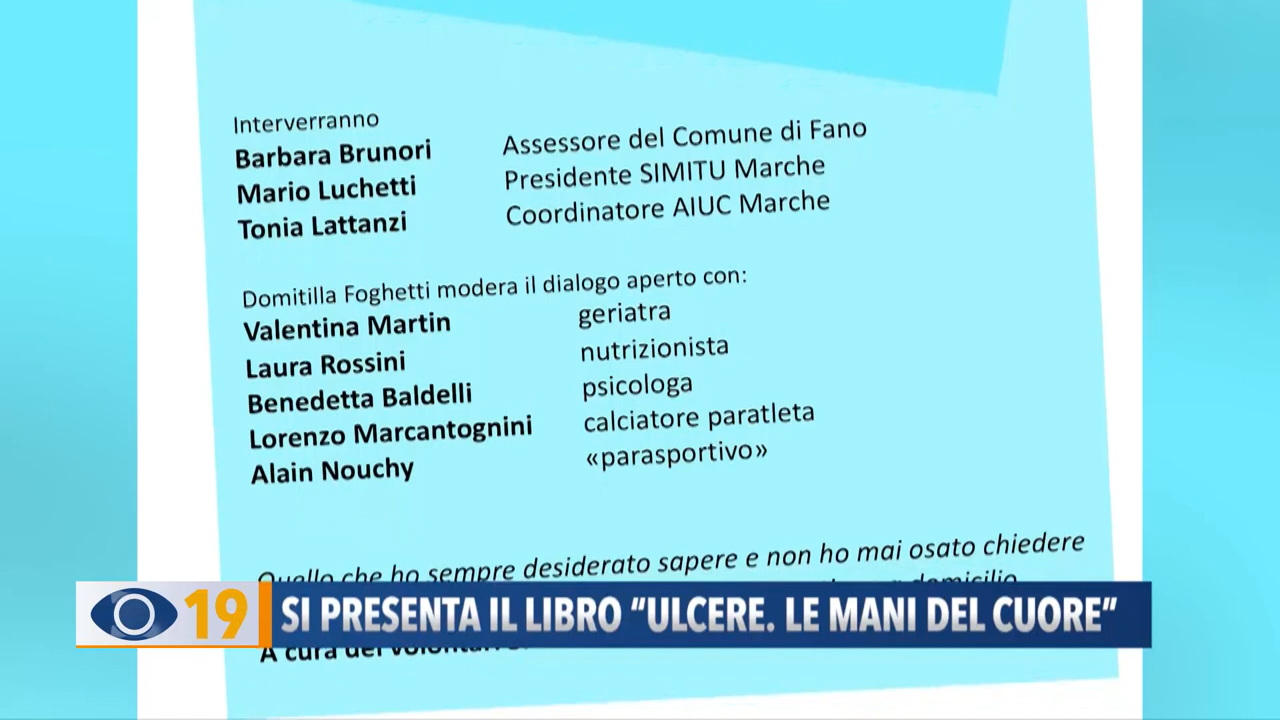 Interverranno
Barbara Brunori Assessore del Comune di Fano
Mario Luchetti Presidente SIMITU Marche
Tonia Lattanzi Coordinatore AIUC Marche
Domitilla Foghetti modera il dialogo aperto con:
Valentina Martin geriatra
Laura Rossini nutrizionista
Benedetta Baldelli psicologa
Lorenzo Marcantognini calciatore paratleta
Alain Nouchy «parasportivo»
Quello che ho sempre desiderato sapere e non ho mai osato chiedere
domicilio
19 SI PRESENTA IL LIBRO “ULCERE. LE MANI DEL CUORE”
A cura dei